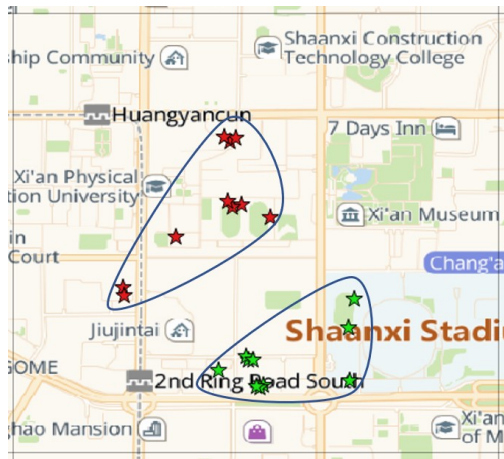 Shaanxi Construction
Technology College
ship Community
Huangyancun
7 Days Inn
Xi'an Physical
tion University
Xi'an Museum
in
Court
Chang'a
Jiujintai
Shaanxi Stadi
GOME
2nd Ring Road South
ghao Mansion
Xi'an
of M